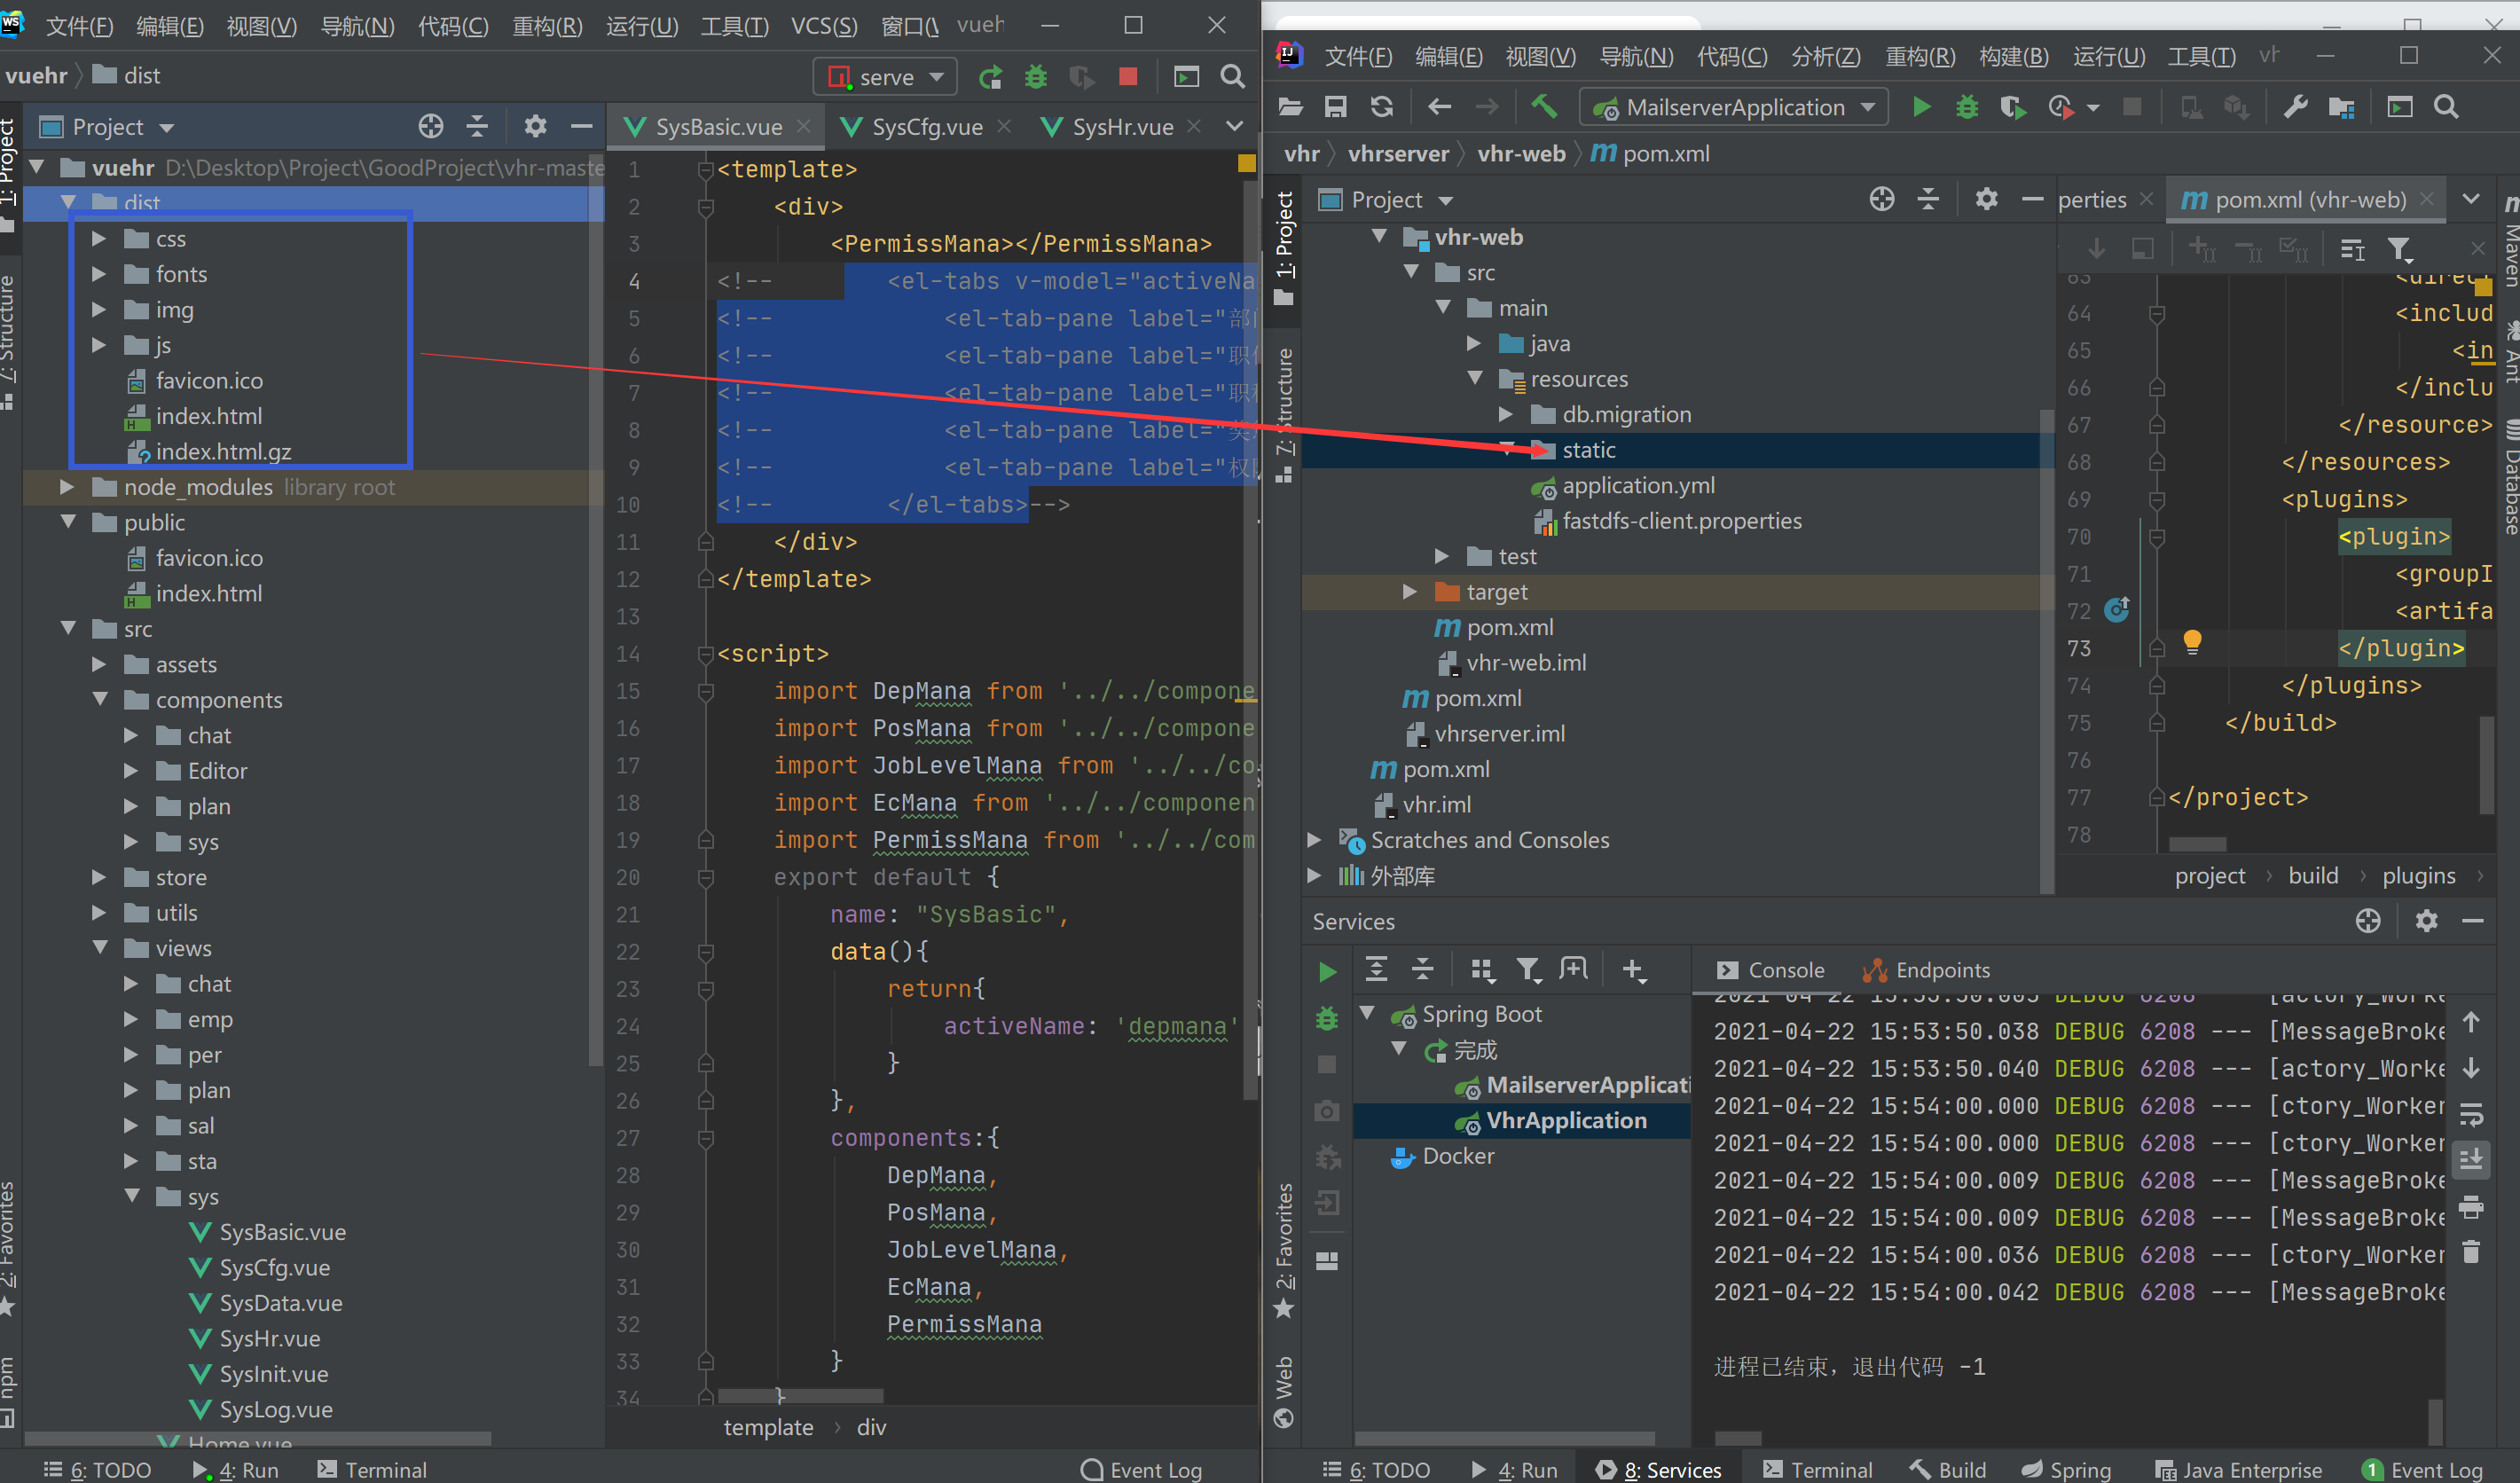 文件(F) 编辑(E) 视图(V) 导航(N) 代码(C) 重构(R) 运行(U) 工具(T) VCS(S) 窗口(
vuehr dist
serve
Project
vuehr D:\Desktop\Project\GoodProject\vhr-maste
dist
css
fonts
img
js
favicon.ico
index.html
index.html.gz
node_modules library root
public
favicon.ico
index.html
src
assets
components
chat
Editor
plan
sys
store
utils
views
chat
emp
per
plan
sal
sta
sys
SysBasic.vue
SysCfg.vue
SysData.vue
SysHr.vue
SysInit.vue
SysLog.vue
Home.vue
1: Project
7: Structure
2: Favorites
npm
SysBasic.vue SysCfg.vue SysHr.vue
1 <template>
2 <div>
3 <PermissMana></PermissMana>
4 <!-- <el-tabs v-model="activeNa
5 <!-- <el-tab-pane label="部
6 <!-- <el-tab-pane label="职
7 <!-- <el-tab-pane label="职
8 <!-- <el-tab-pane label="奖
9 <!-- <el-tab-pane label="权
10 <!-- </el-tabs>-->
11 </div>
12 </template>
13
14 <script>
15 import DepMana from '../../compone
16 import PosMana from '../../compone
17 import JobLevelMana from '../../co
18 import EcMana from '../../componen
19 import PermissMana from '../../com
20 export default {
21 name: "SysBasic",
22 data(){
23 return{
24 activeName: 'depmana'
25 }
26 },
27 components:{
28 DepMana,
29 PosMana,
30 JobLevelMana,
31 EcMana,
32 PermissMana
33 }
34 }
template div
6: TODO 4: Run Terminal Event Log
文件(F) 编辑(E) 视图(V) 导航(N) 代码(C) 分析(Z) 重构(R) 构建(B) 运行(U) 工具(T)
MailserverApplication
vhr vhrserver vhr-web pom.xml
Project
vhr-web
src
main
java
resources
db.migration
static
application.yml
fastdfs-client.properties
test
target
pom.xml
vhr-web.iml
pom.xml
vhrserver.iml
pom.xml
vhr.iml
Scratches and Consoles
外部库
1: Project
7: Structure
2: Favorites
Web
perties pom.xml (vhr-web)
63 <direc
64 <includ
65 <in
66 </inclu
67 </resource>
68 </resources>
69 <plugins>
70 <plugin>
71 <groupI
72 <artifa
73 </plugin>
74 </plugins>
75 </build>
76
77 </project>
78
project build plugins
Maven
Ant
Database
Services
Console Endpoints
Spring Boot
完成
MailserverApplicati
VhrApplication
Docker
2021-04-22 15:53:50.038 DEBUG 6208 --- [MessageBroke
2021-04-22 15:53:50.040 DEBUG 6208 --- [actory_Worke
2021-04-22 15:54:00.000 DEBUG 6208 --- [ctory_Worker
2021-04-22 15:54:00.000 DEBUG 6208 --- [ctory_Worker
2021-04-22 15:54:00.009 DEBUG 6208 --- [MessageBroke
2021-04-22 15:54:00.009 DEBUG 6208 --- [MessageBroke
2021-04-22 15:54:00.036 DEBUG 6208 --- [ctory_Worker
2021-04-22 15:54:00.042 DEBUG 6208 --- [MessageBroke
进程已结束，退出代码 -1
6: TODO 4: Run 8: Services Terminal Build Spring Java Enterprise 1 Event Log